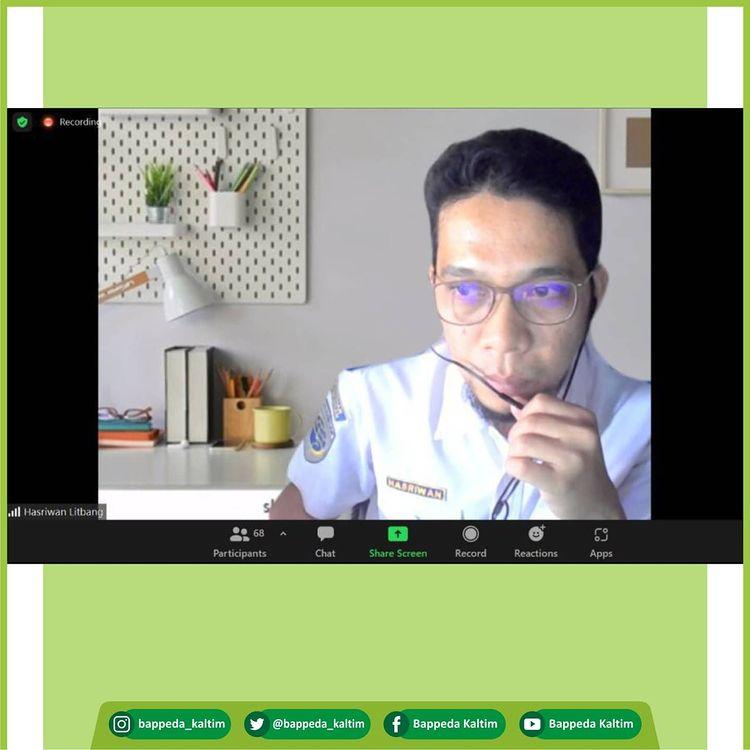 Recording
HASRIWAN
Hasriwan Litbang
68
Participants
Chat
Share Screen
Record
Reactions
Apps
bappeda_kaltim
@bappeda_kaltim
Bappeda Kaltim
Bappeda Kaltim